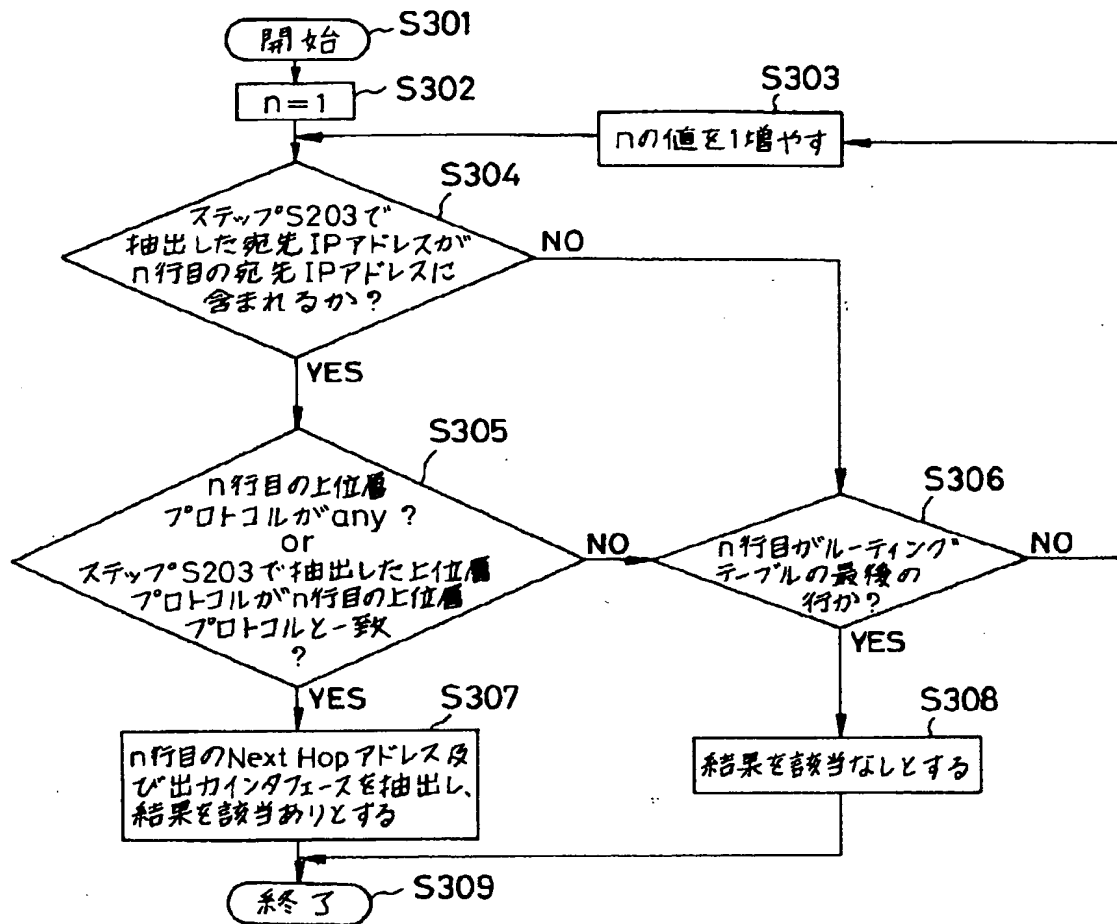 開始
S301
n=1
S302
S303
nの値を1増やす
S304
ステップS203で
抽出した宛先IPアドレスが
n行目の宛先IPアドレスに
含まれるか?
NO
YES
S305
n行目の上位層
プロトコルがany?
or
ステップS203で抽出した上位層
プロトコルがn行目の上位層
プロトコルと一致
?
NO
YES
S306
n行目がルーティング
テーブルの最後の
行か?
NO
YES
S307
n行目のNext Hopアドレス及
び出力インタフェースを抽出し、
結果を該当ありとする
S308
結果を該当なしとする
終了
S309